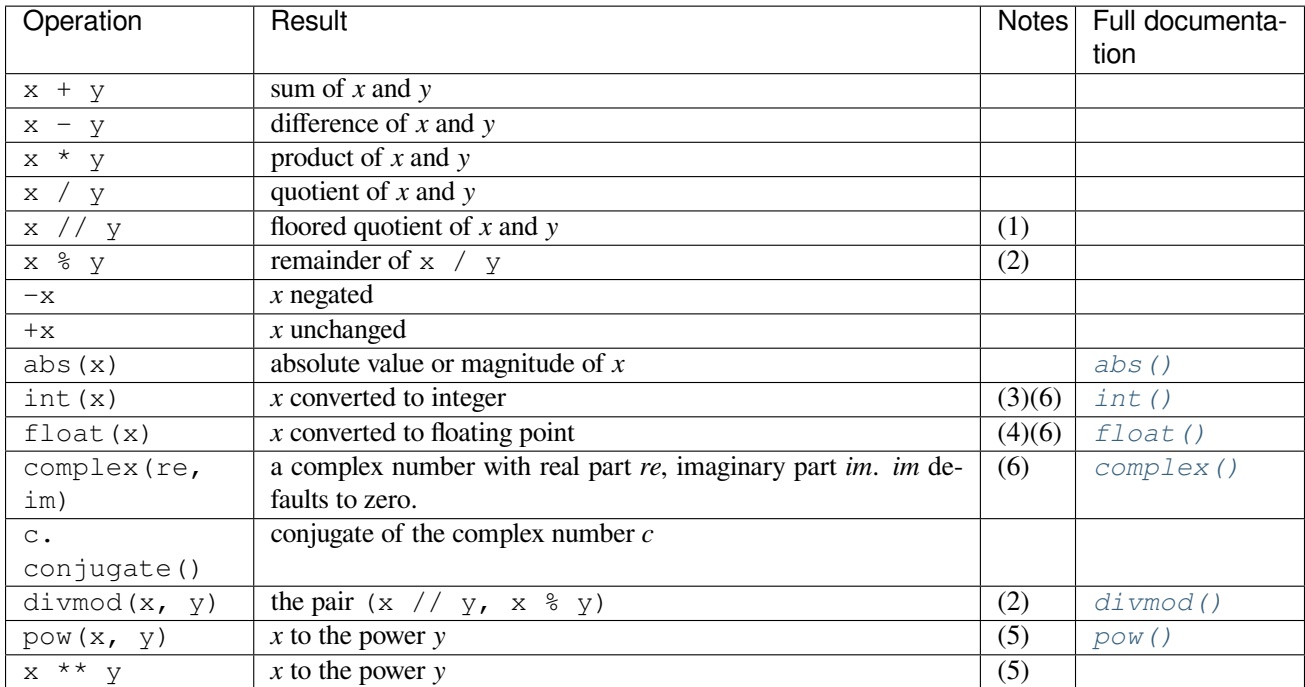 Operation Result Notes Full documenta-
tion
x + y sum of x and y
x - y difference of x and y
x * y product of x and y
x / y quotient of x and y
x // y floored quotient of x and y (1)
x % y remainder of x / y (2)
-x x negated
+x x unchanged
abs(x) absolute value or magnitude of x abs()
int(x) x converted to integer (3)(6) int()
float(x) x converted to floating point (4)(6) float()
complex(re, a complex number with real part re, imaginary part im. im de- (6) complex()
im) faults to zero.
c. conjugate of the complex number c
conjugate()
divmod(x, y) the pair (x // y, x % y) (2) divmod()
pow(x, y) x to the power y (5) pow()
x ** y x to the power y (5)